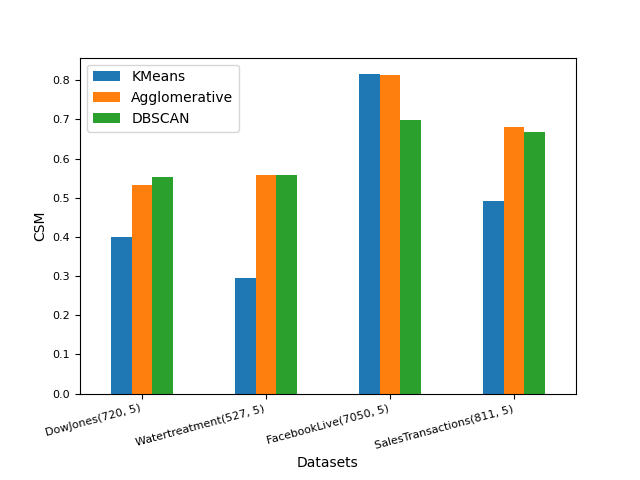 KMeans
Agglomerative
DBSCAN
0.8
0.7
0.6
0.5
0.4
0.3
0.2
0.1
0.0
CSM
DowJones(720, 5)
Watertreatment(527, 5)
FacebookLive(7050, 5)
SalesTransactions(811, 5)
Datasets